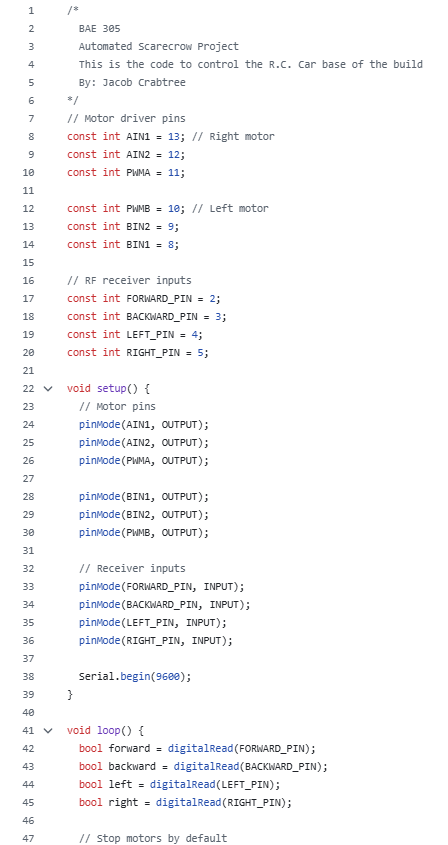 1 /*
2 BAE 305
3 Automated Scarecrow Project
4 This is the code to control the R.C. Car base of the build
5 By: Jacob Crabtree
6 */
7 // Motor driver pins
8 const int AIN1 = 13; // Right motor
9 const int AIN2 = 12;
10 const int PWMA = 11;
11
12 const int PWMB = 10; // Left motor
13 const int BIN2 = 9;
14 const int BIN1 = 8;
15
16 // RF receiver inputs
17 const int FORWARD_PIN = 2;
18 const int BACKWARD_PIN = 3;
19 const int LEFT_PIN = 4;
20 const int RIGHT_PIN = 5;
21
22 void setup() {
23 // Motor pins
24 pinMode(AIN1, OUTPUT);
25 pinMode(AIN2, OUTPUT);
26 pinMode(PWMA, OUTPUT);
27
28 pinMode(BIN1, OUTPUT);
29 pinMode(BIN2, OUTPUT);
30 pinMode(PWMB, OUTPUT);
31
32 // Receiver inputs
33 pinMode(FORWARD_PIN, INPUT);
34 pinMode(BACKWARD_PIN, INPUT);
35 pinMode(LEFT_PIN, INPUT);
36 pinMode(RIGHT_PIN, INPUT);
37
38 Serial.begin(9600);
39 }
40
41 void loop() {
42 bool forward = digitalRead(FORWARD_PIN);
43 bool backward = digitalRead(BACKWARD_PIN);
44 bool left = digitalRead(LEFT_PIN);
45 bool right = digitalRead(RIGHT_PIN);
46
47 // Stop motors by default